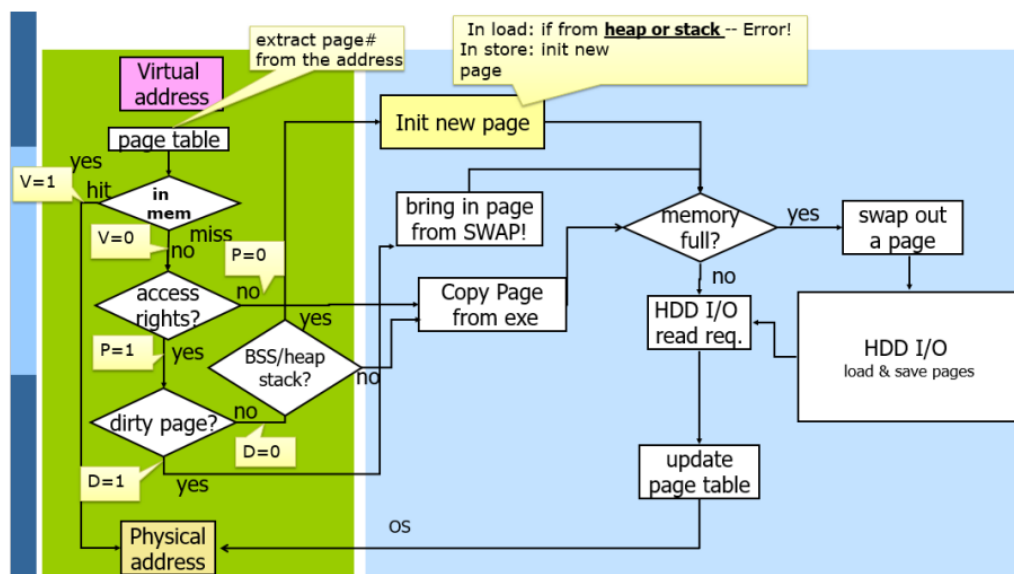 extract page#
from the address
In load: if from heap or stack -- Error!
In store: init new
page
Virtual
address
page table
Init new page
yes
hit
V=1
in
mem
V=0
miss
no
P=0
bring in page
from SWAP!
memory
full?
yes
swap out
a page
access
rights?
no
Copy Page
from exe
no
HDD I/O
read req.
HDD I/O
load & save pages
P=1
yes
yes
BSS/heap
stack?
no
dirty page?
no
D=0
D=1
yes
update
page table
OS
Physical
address